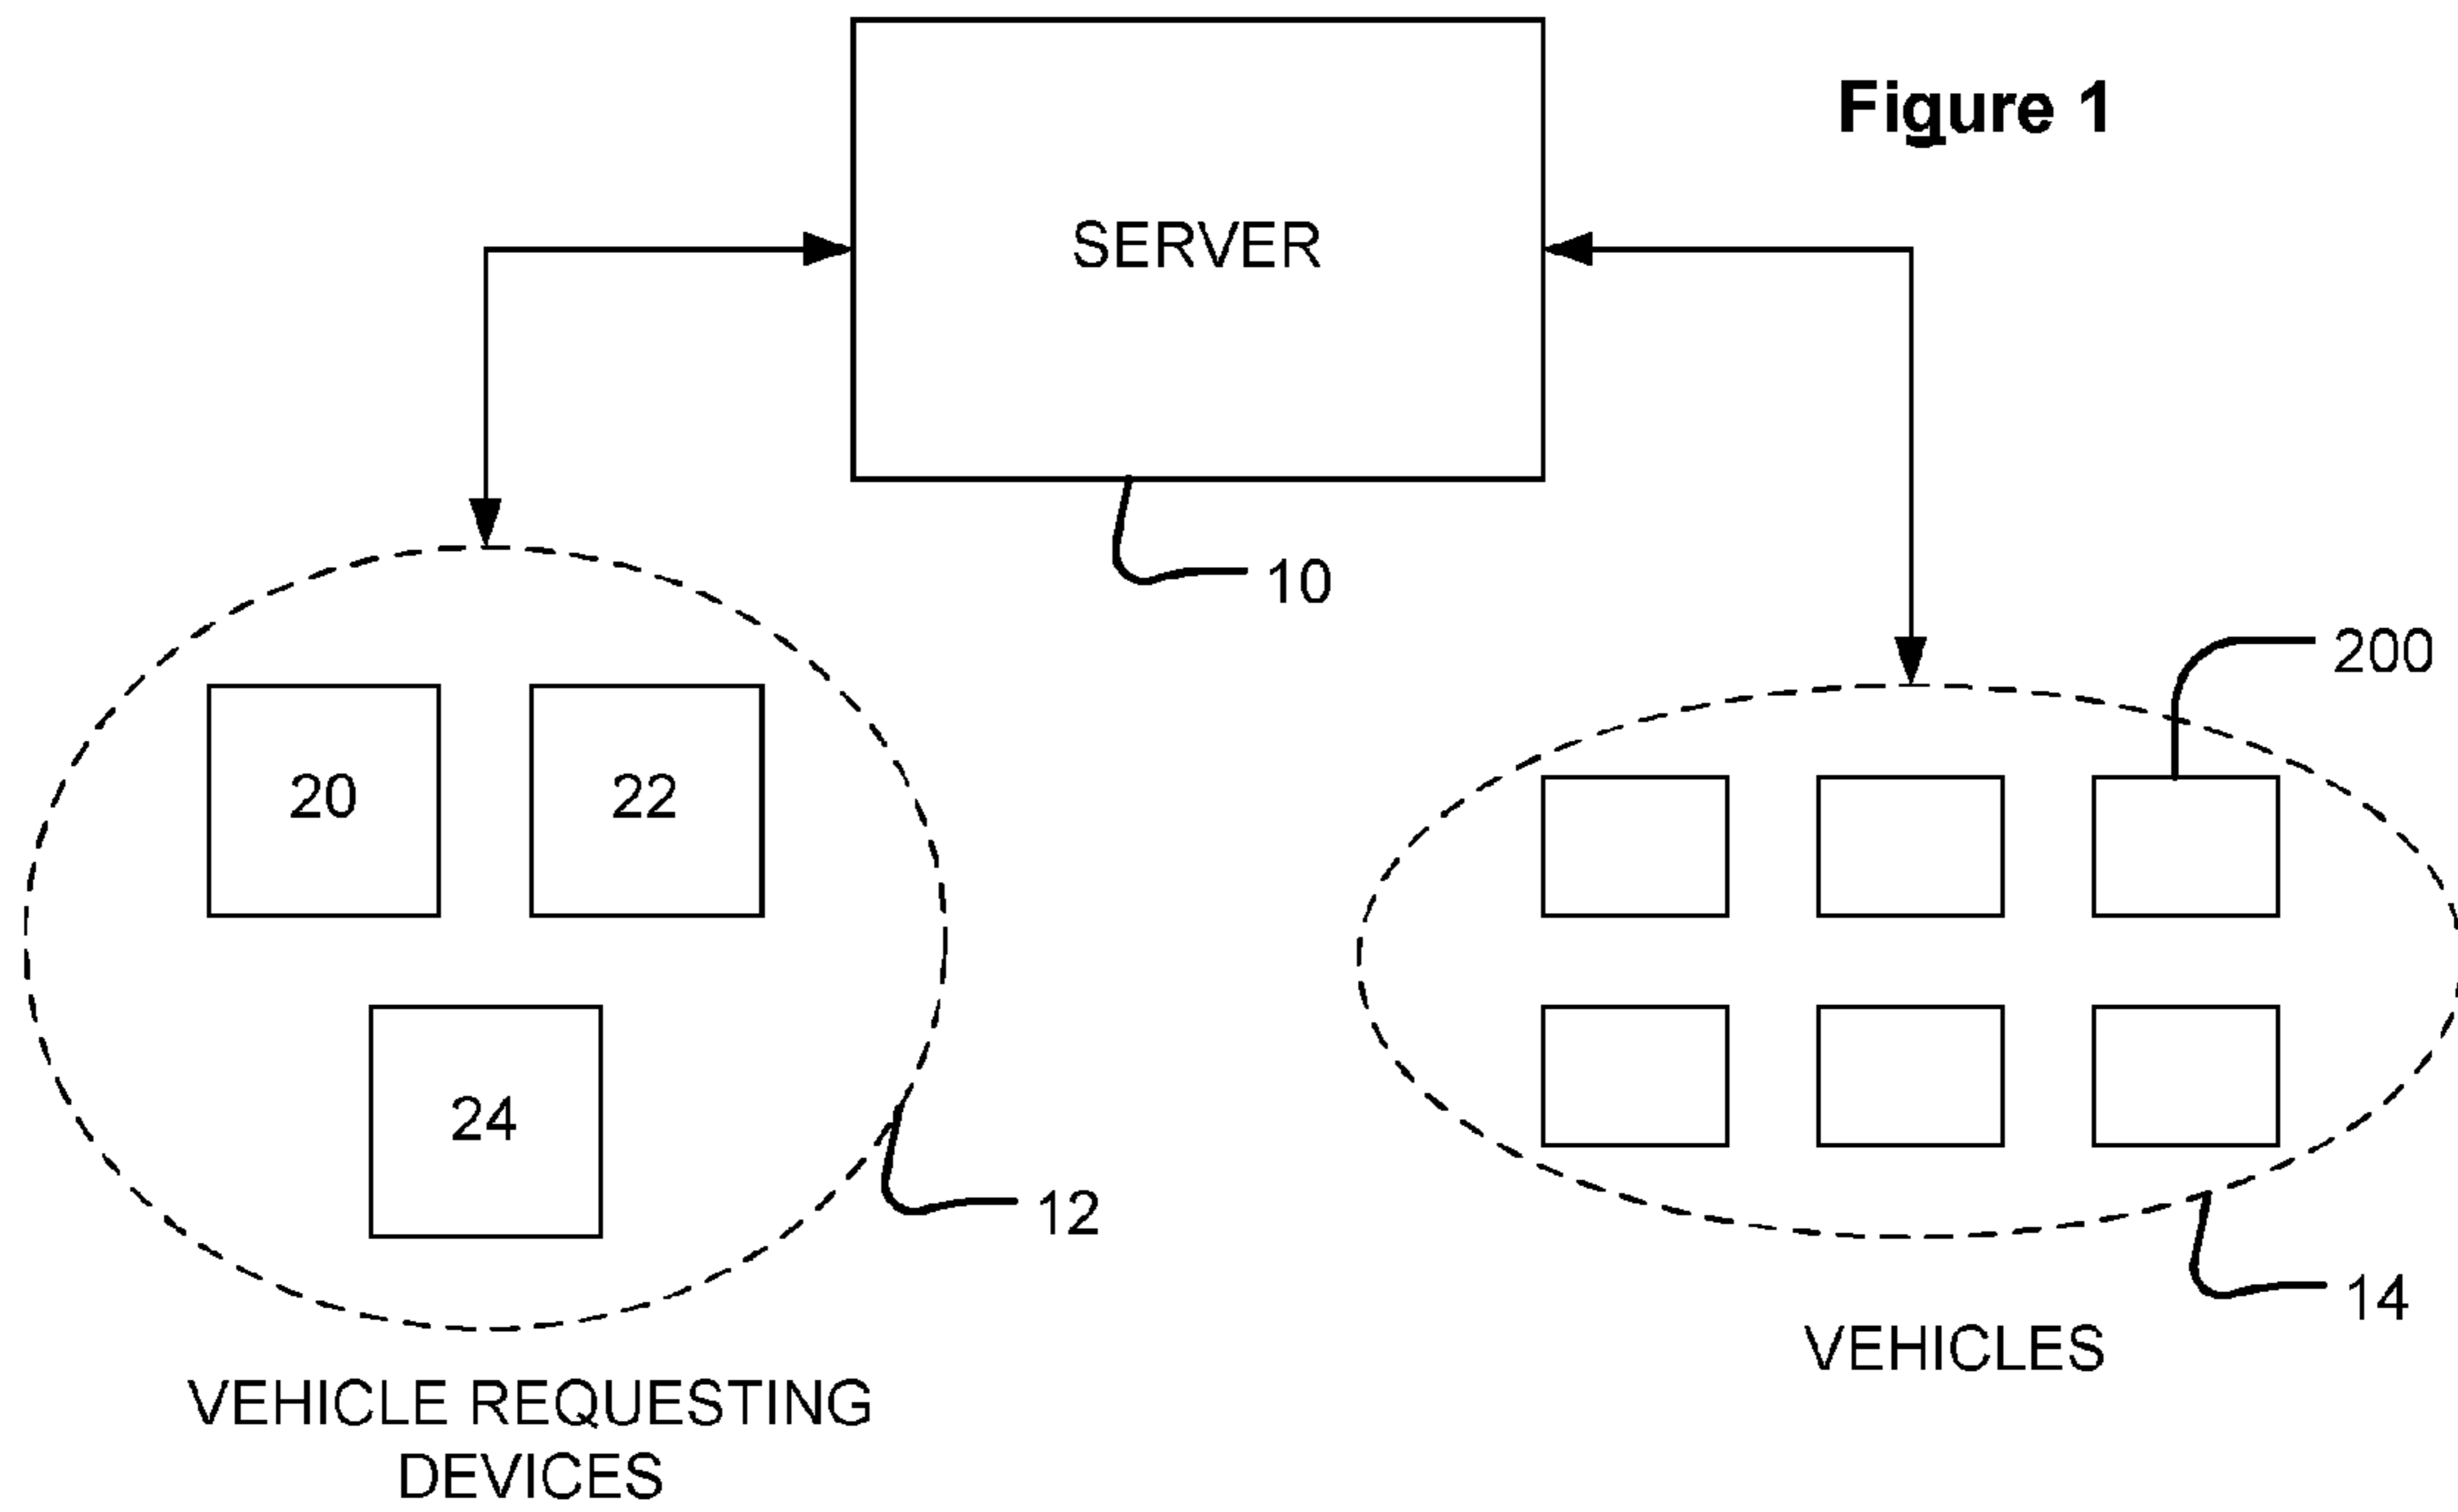 Figure 1
SERVER
10
200
20
22
24
12
14
VEHICLES
VEHICLE REQUESTING
DEVICES